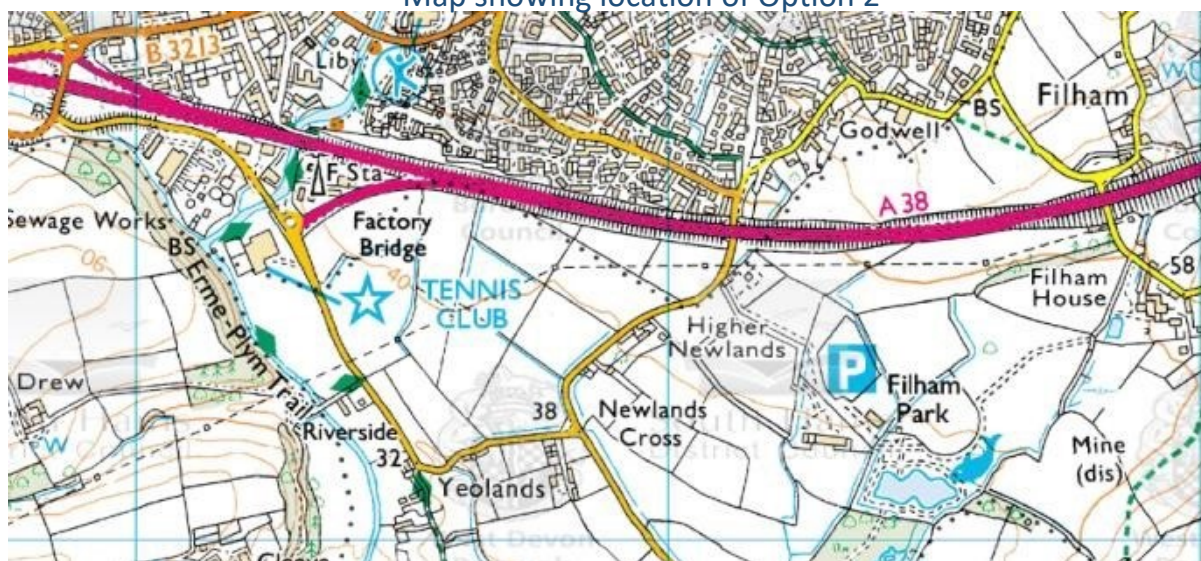 Map showing location of Option 2
B 3213
Liby
Filham
BS
Godwell
F Sta
A 38
Sewage Works
Factory
Bridge
BS
58
Filham
House
40
TENNIS
CLUB
Erme-Plym Trail
Higher
Newlands
P
Filham
Park
Drew
38
Newlands
Cross
Riverside
32
Mine
(dis)
Yeolands